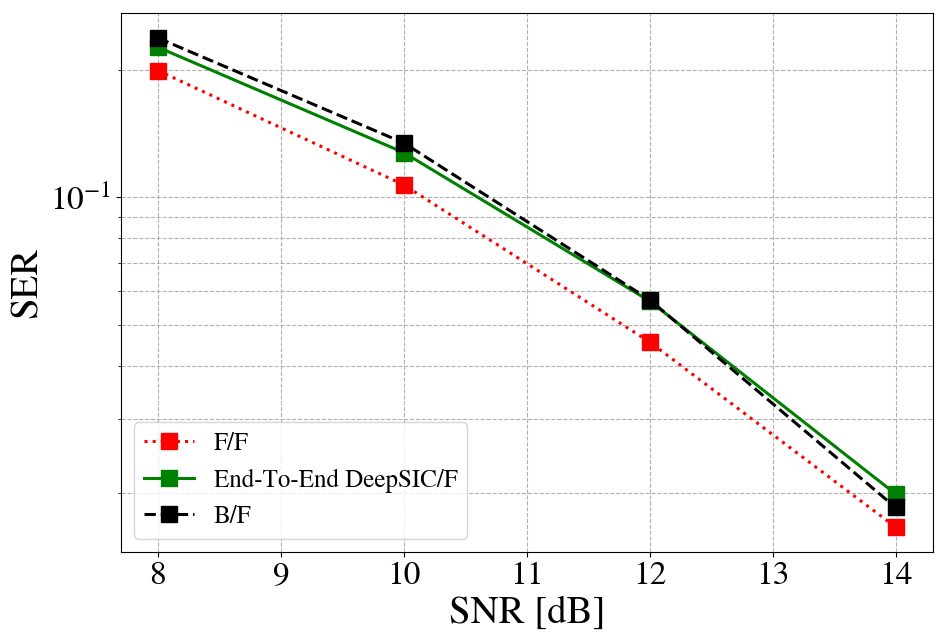 10⁻¹
SER
F/F
End-To-End DeepSIC/F
B/F
8 9 10 11 12 13 14
SNR [dB]